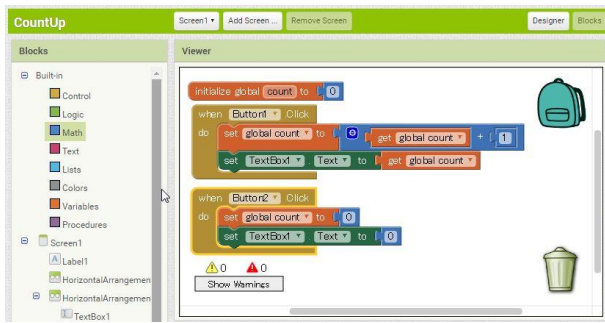 CountUp Screen1 Add Screen ... Remove Screen Designer Blocks
Blocks Viewer
Built-in
Control
Logic
Math
Text
Lists
Colors
Variables
Procedures
Screen1
Label1
HorizontalArrangemen
HorizontalArrangemen
TextBox1
initialize global count to 0
when Button1 Click
do set global count to get global count + 1
set TextBox1 . Text to get global count
when Button2 Click
do set global count to 0
set TextBox1 . Text to 0
0 0
Show Warnings